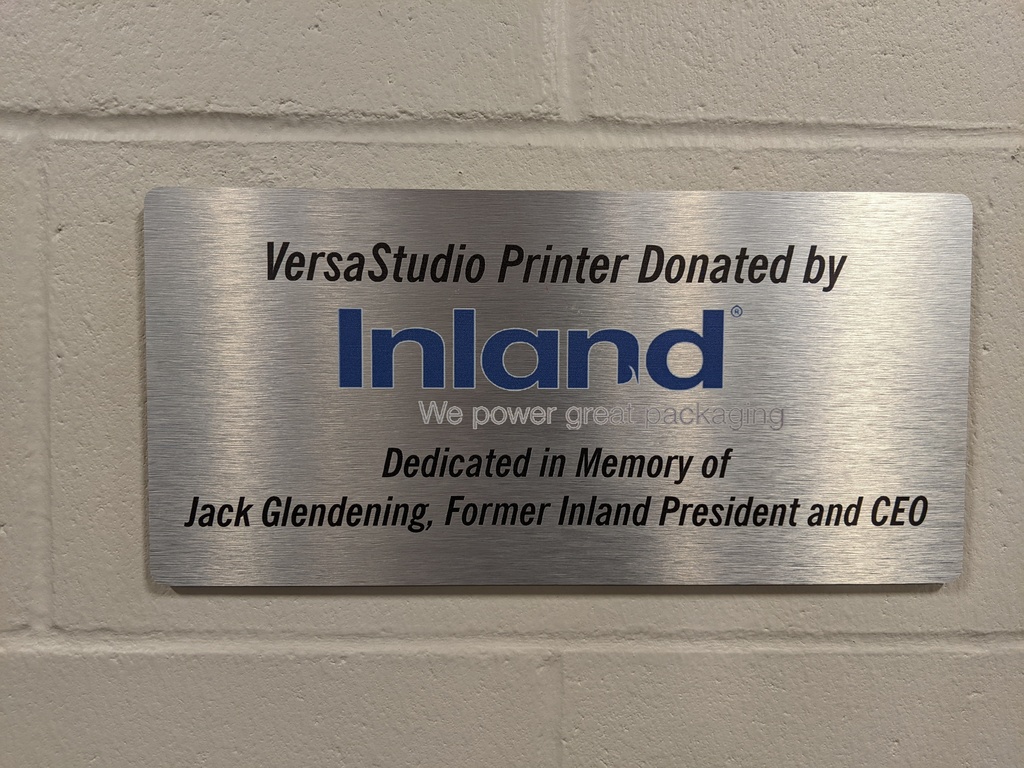 VersaStudio Printer Donated by
Inland®
We power great packaging
Dedicated in Memory of
Jack Glendening, Former Inland President and CEO